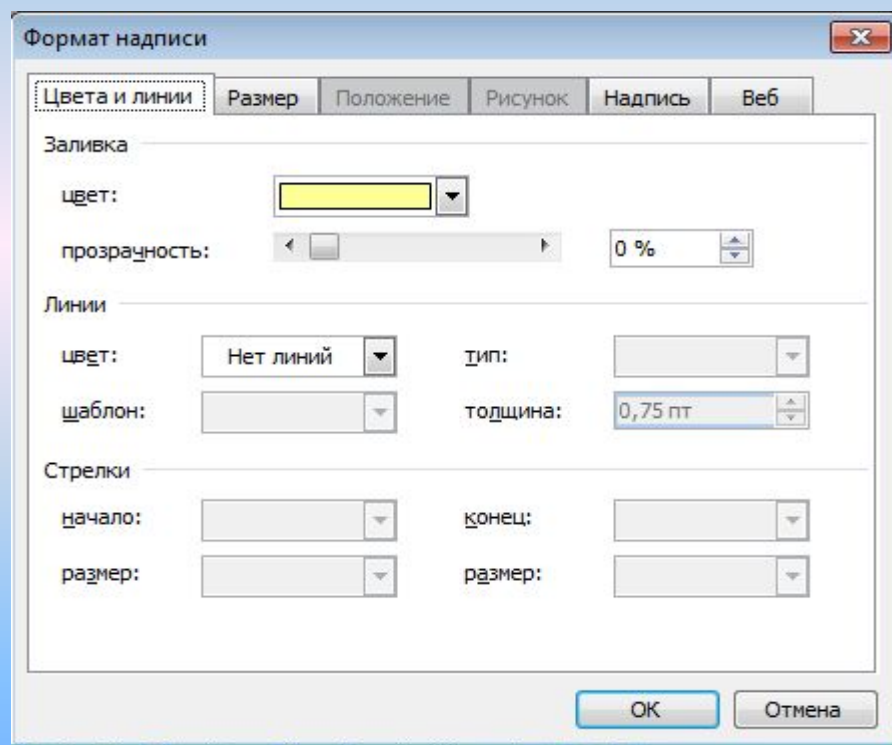 Формат надписи
Цвета и линии Размер Положение Рисунок Надпись Веб
Заливка
цвет:
прозрачность: 0 %
Линии
цвет: Нет линий тип:
шаблон: толщина: 0,75 пт
Стрелки
начало: конец:
размер: размер:
ОК Отмена